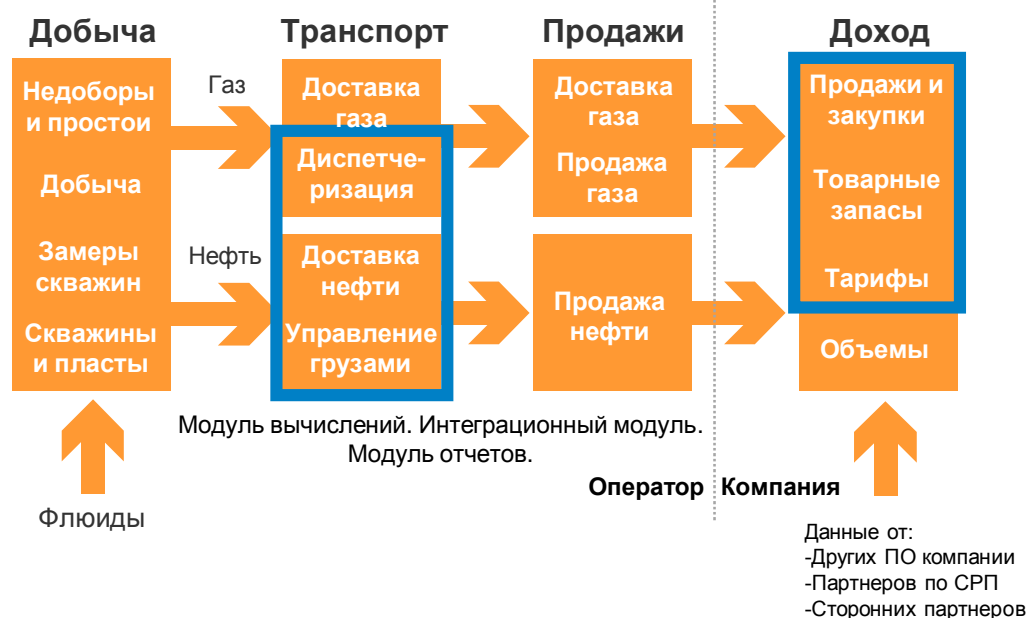 Добыча
Транспорт
Продажи
Доход
Недоборы
и простои
Добыча
Замеры
скважин
Скважины
и пласты
Газ
Нефть
Доставка
газа
Диспетче-
ризация
Доставка
нефти
Управление
грузами
Доставка
газа
Продажа
газа
Продажа
нефти
Продажи и
закупки
Товарные
запасы
Тарифы
Объемы
Модуль вычислений. Интеграционный модуль.
Модуль отчетов.
Оператор
Компания
Флюиды
Данные от:
-Других ПО компании
-Партнеров по СРП
-Сторонних партнеров